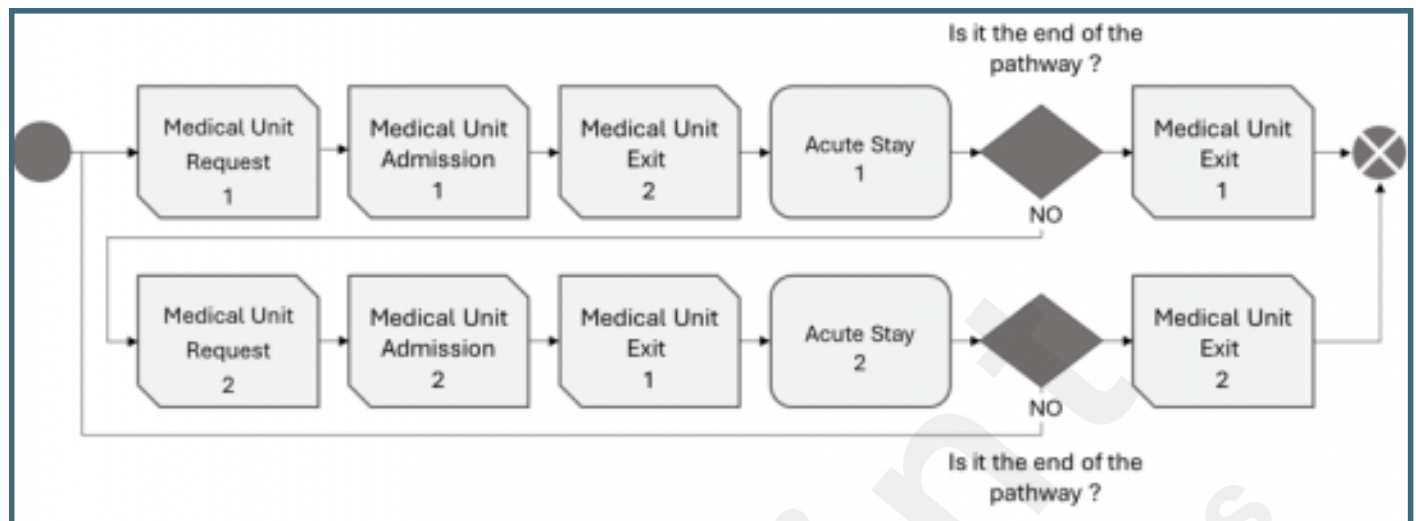 Is it the end of the
pathway ?
Medical Unit
Request
1
Medical Unit
Admission
1
Medical Unit
Exit
2
Acute Stay
1
Medical Unit
Exit
1
NO
Medical Unit
Request
2
Medical Unit
Admission
2
Medical Unit
Exit
1
Acute Stay
2
Medical Unit
Exit
2
NO
Is it the end of the
pathway ?